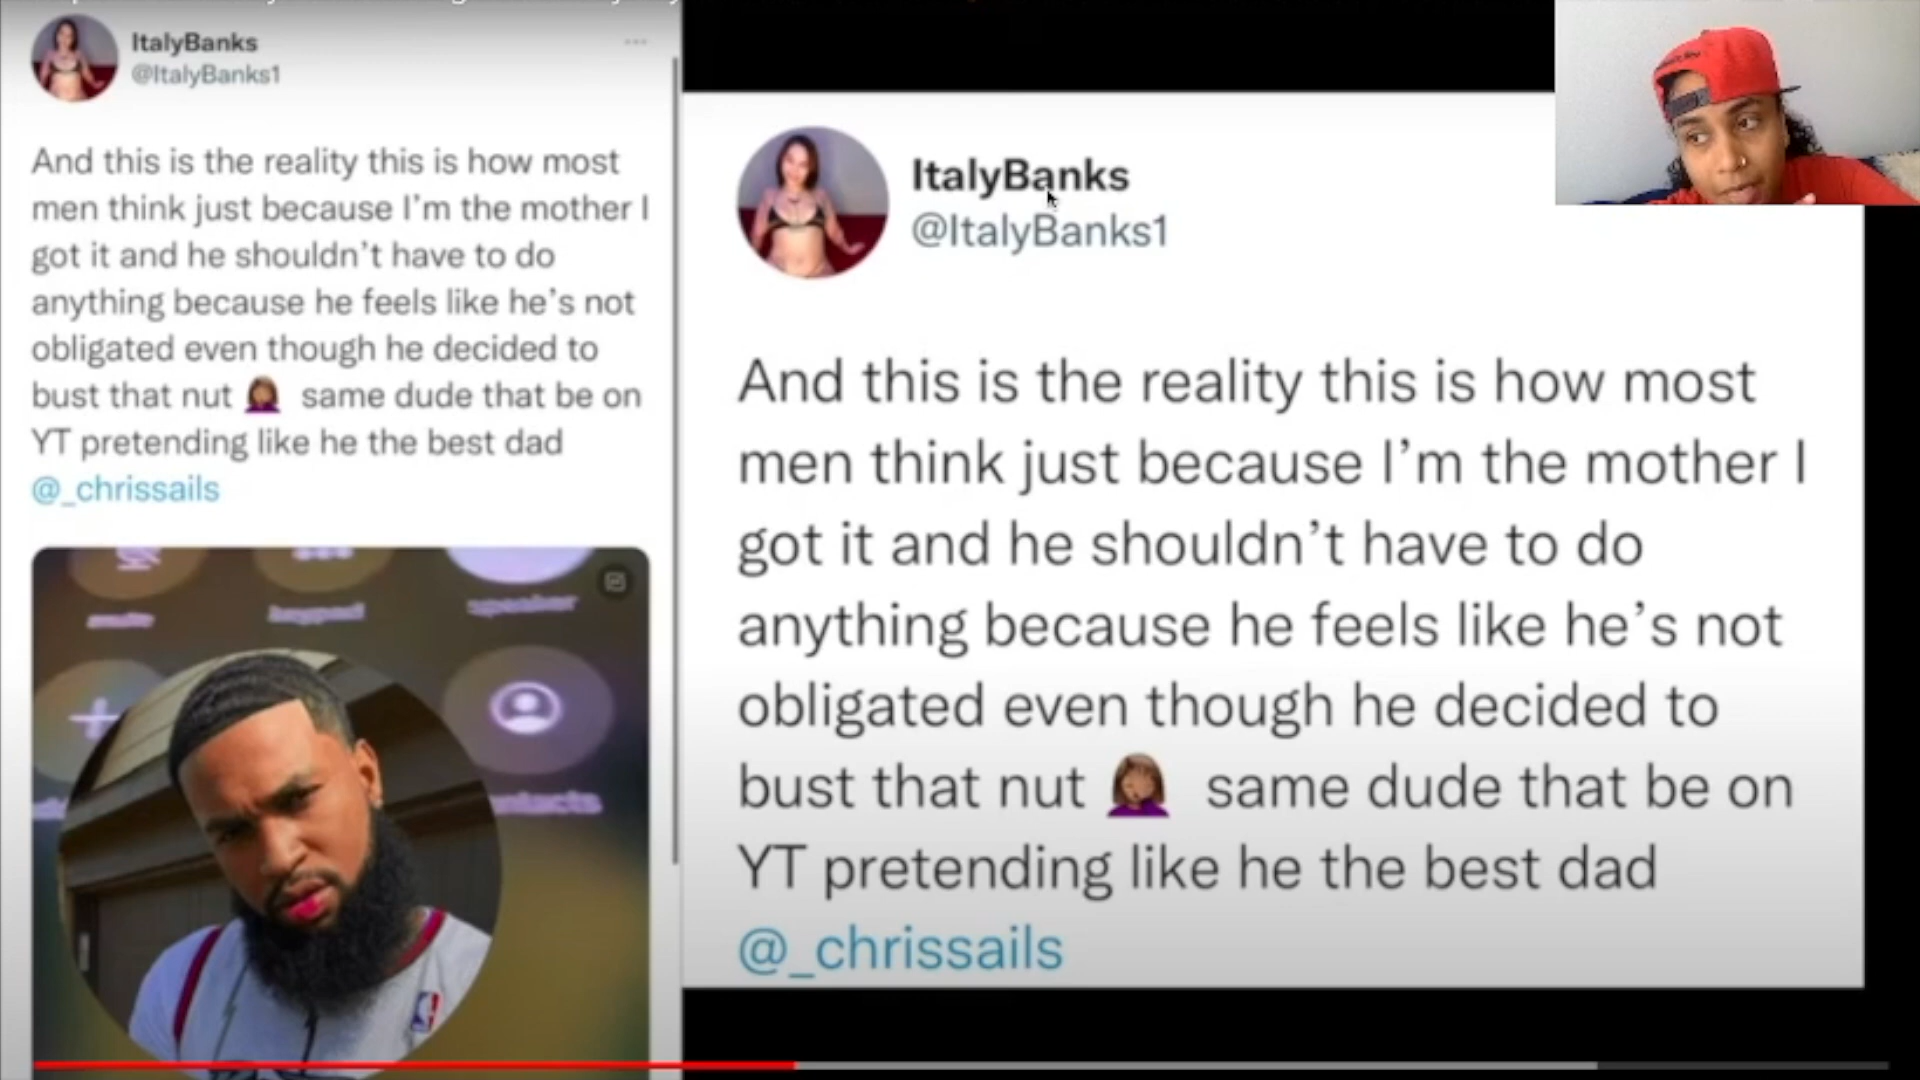 ItalyBanks
@ItalyBanks1
And this is the reality this is how most
men think just because I'm the mother I
got it and he shouldn't have to do
anything because he feels like he's not
obligated even though he decided to
bust that nut 🤦🏾‍♀️ same dude that be on
YT pretending like he the best dad
@_chrissails
mute
keypad
speaker
ItalyBanks
@ItalyBanks1
And this is the reality this is how most
men think just because I'm the mother I
got it and he shouldn't have to do
anything because he feels like he's not
obligated even though he decided to
bust that nut 🤦🏾‍♀️ same dude that be on
YT pretending like he the best dad
@_chrissails